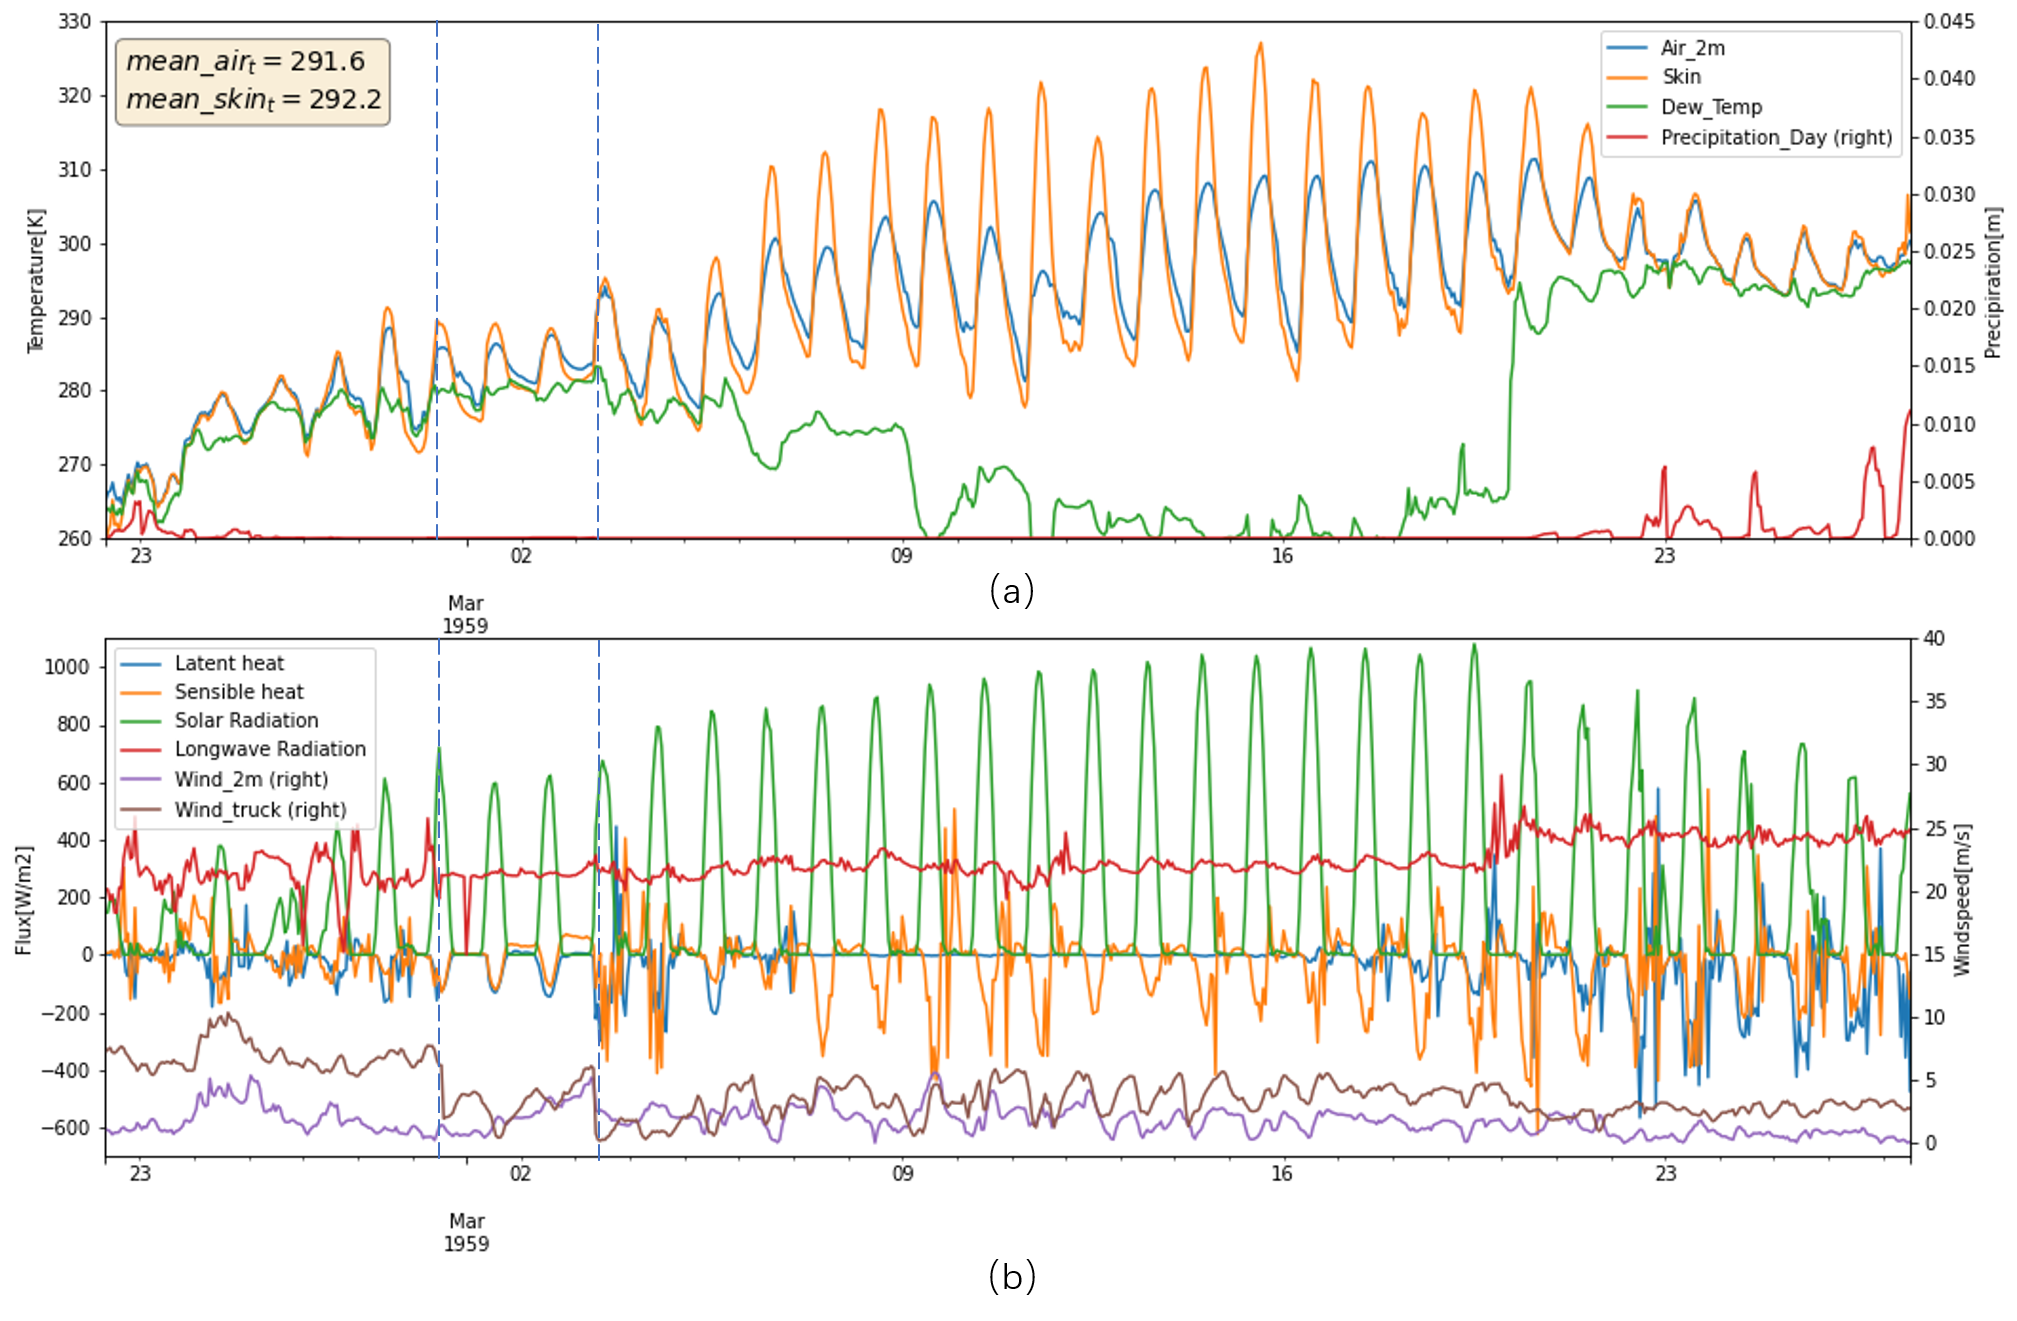 330
320
310
300
290
280
270
260
Temperature[K]
mean_air_t = 291.6
mean_skin_t = 292.2
Air_2m
Skin
Dew_Temp
Precipitation_Day (right)
0.045
0.040
0.035
0.030
0.025
0.020
0.015
0.010
0.005
0.000
Precipiration[m]
23
02
09
16
23
Mar
1959
(a)
1000
800
600
400
200
0
−200
−400
−600
Flux[W/m2]
Latent heat
Sensible heat
Solar Radiation
Longwave Radiation
Wind_2m (right)
Wind_truck (right)
40
35
30
25
20
15
10
5
0
Windspeed[m/s]
23
02
09
16
23
Mar
1959
(b)